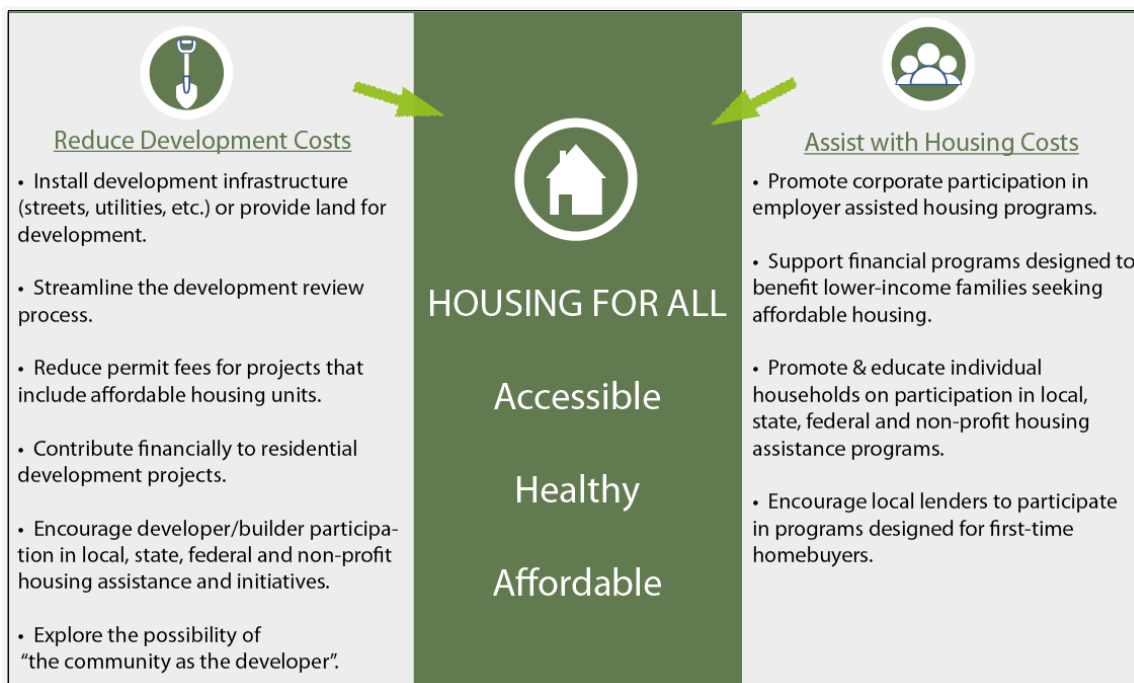 Reduce Development Costs
• Install development infrastructure
(streets, utilities, etc.) or provide land for
development.
• Streamline the development review
process.
• Reduce permit fees for projects that
include affordable housing units.
• Contribute financially to residential
development projects.
• Encourage developer/builder participa-
tion in local, state, federal and non-profit
housing assistance and initiatives.
• Explore the possibility of
“the community as the developer”.
HOUSING FOR ALL
Accessible
Healthy
Affordable
Assist with Housing Costs
• Promote corporate participation in
employer assisted housing programs.
• Support financial programs designed to
benefit lower-income families seeking
affordable housing.
• Promote & educate individual
households on participation in local,
state, federal and non-profit housing
assistance programs.
• Encourage local lenders to participate
in programs designed for first-time
homebuyers.